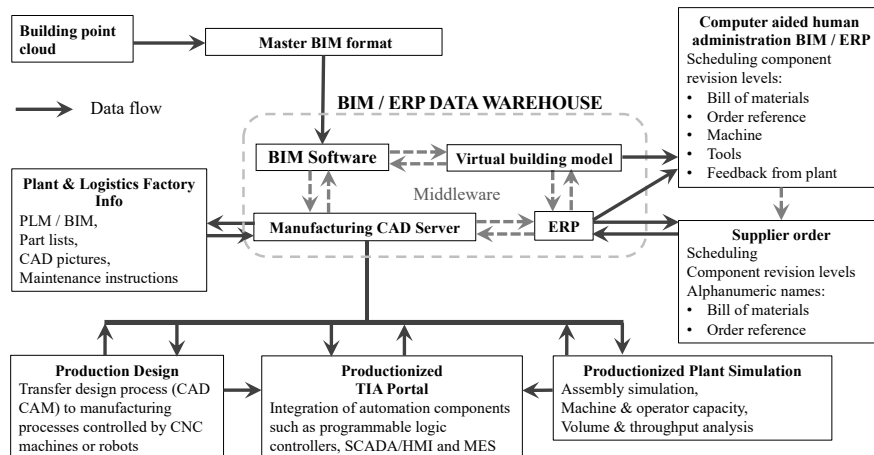 Building point
cloud
Master BIM format
Computer aided human
administration BIM / ERP
Scheduling component
revision levels:
• Bill of materials
• Order reference
• Machine
• Tools
• Feedback from plant
Data flow
BIM / ERP DATA WAREHOUSE
BIM Software
Virtual building model
Middleware
Plant & Logistics Factory
Info
PLM / BIM,
Part lists,
CAD pictures,
Maintenance instructions
Manufacturing CAD Server
ERP
Supplier order
Scheduling
Component revision levels
Alphanumeric names:
• Bill of materials
• Order reference
Production Design
Transfer design process (CAD
CAM) to manufacturing
processes controlled by CNC
machines or robots
Productionized
TIA Portal
Integration of automation components
such as programmable logic
controllers, SCADA/HMI and MES
Productionized Plant Simulation
Assembly simulation,
Machine & operator capacity,
Volume & throughput analysis